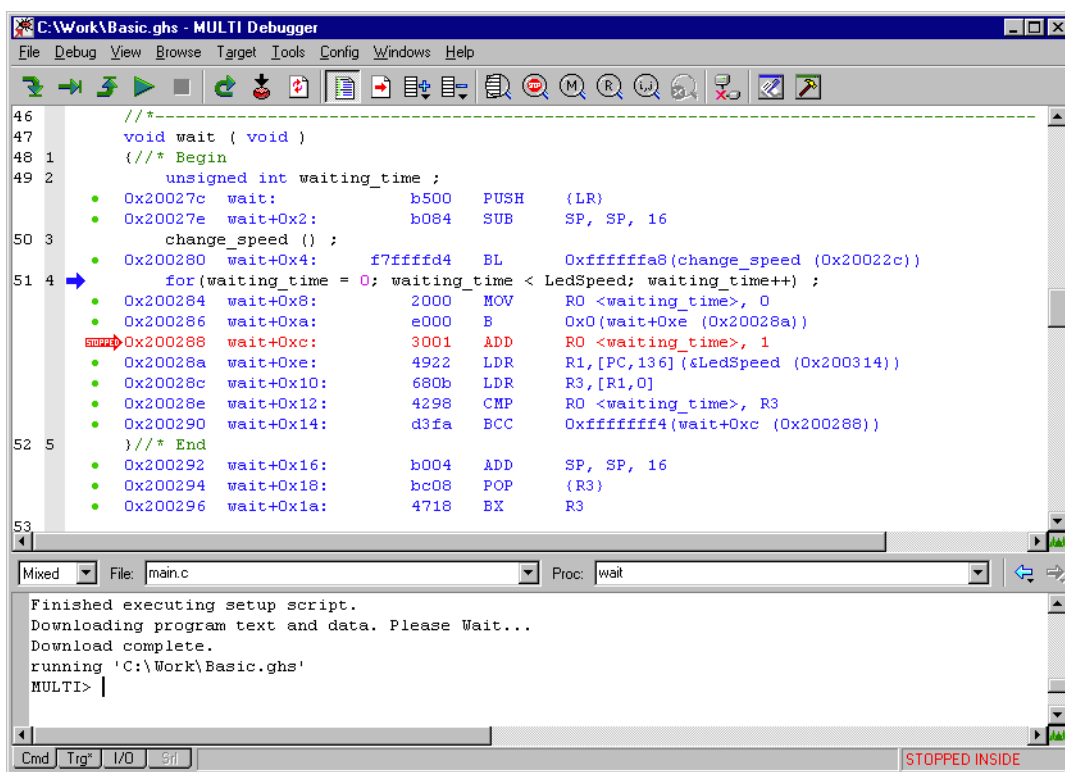 C:\Work\Basic.ghs - MULTI Debugger
File Debug View Browse Target Tools Config Windows Help
46 //*--------------------------------------------------------------------------------
47 void wait ( void )
48 1 {//* Begin
49 2 unsigned int waiting_time ;
0x20027c wait: b500 PUSH {LR}
0x20027e wait+0x2: b084 SUB SP, SP, 16
50 3 change_speed () ;
0x200280 wait+0x4: f7ffffd4 BL 0xffffffa8(change_speed (0x20022c))
51 4 for(waiting_time = 0; waiting_time < LedSpeed; waiting_time++) ;
0x200284 wait+0x8: 2000 MOV R0 <waiting_time>, 0
0x200286 wait+0xa: e000 B 0x0(wait+0xe (0x20028a))
STOPPED 0x200288 wait+0xc: 3001 ADD R0 <waiting_time>, 1
0x20028a wait+0xe: 4922 LDR R1,[PC,136](&LedSpeed (0x200314))
0x20028c wait+0x10: 680b LDR R3,[R1,0]
0x20028e wait+0x12: 4298 CMP R0 <waiting_time>, R3
0x200290 wait+0x14: d3fa BCC 0xfffffff4(wait+0xc (0x200288))
52 5 }//* End
0x200292 wait+0x16: b004 ADD SP, SP, 16
0x200294 wait+0x18: bc08 POP {R3}
0x200296 wait+0x1a: 4718 BX R3
53
Mixed File: main.c Proc: wait
Finished executing setup script.
Downloading program text and data. Please Wait...
Download complete.
running 'C:\Work\Basic.ghs'
MULTI>
Cmd Trg* I/O Srl STOPPED INSIDE